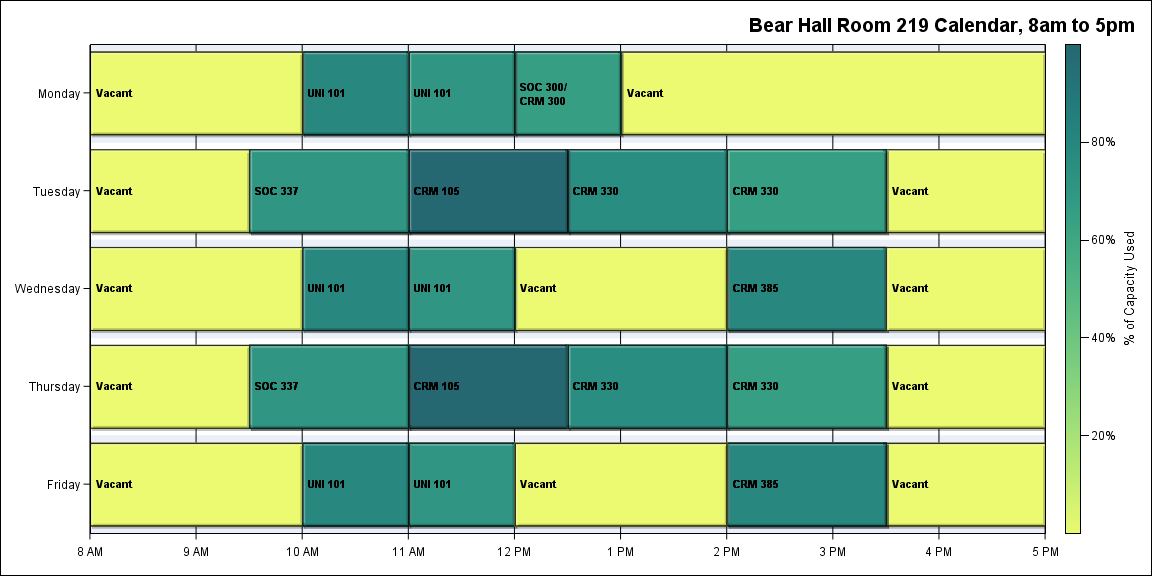 Bear Hall Room 219 Calendar, 8am to 5pm
Monday
Vacant
UNI 101
UNI 101
SOC 300/
CRM 300
Vacant
Tuesday
Vacant
SOC 337
CRM 105
CRM 330
CRM 330
Vacant
Wednesday
Vacant
UNI 101
UNI 101
Vacant
CRM 385
Vacant
Thursday
Vacant
SOC 337
CRM 105
CRM 330
CRM 330
Vacant
Friday
Vacant
UNI 101
UNI 101
Vacant
CRM 385
Vacant
8 AM
9 AM
10 AM
11 AM
12 PM
1 PM
2 PM
3 PM
4 PM
5 PM
80%
60%
40%
20%
% of Capacity Used